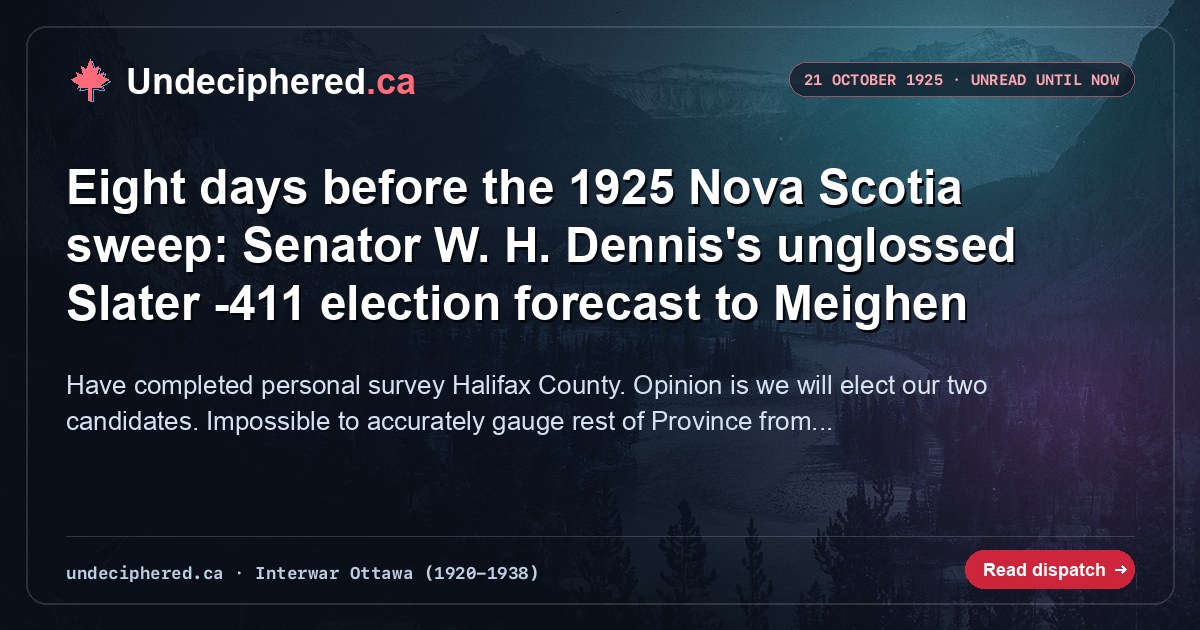 Undeciphered.ca
21 OCTOBER 1925 · UNREAD UNTIL NOW
Eight days before the 1925 Nova Scotia
sweep: Senator W. H. Dennis's unglossed
Slater -411 election forecast to Meighen
Have completed personal survey Halifax County. Opinion is we will elect our two
candidates. Impossible to accurately gauge rest of Province from...
undeciphered.ca · Interwar Ottawa (1920–1938)
Read dispatch →